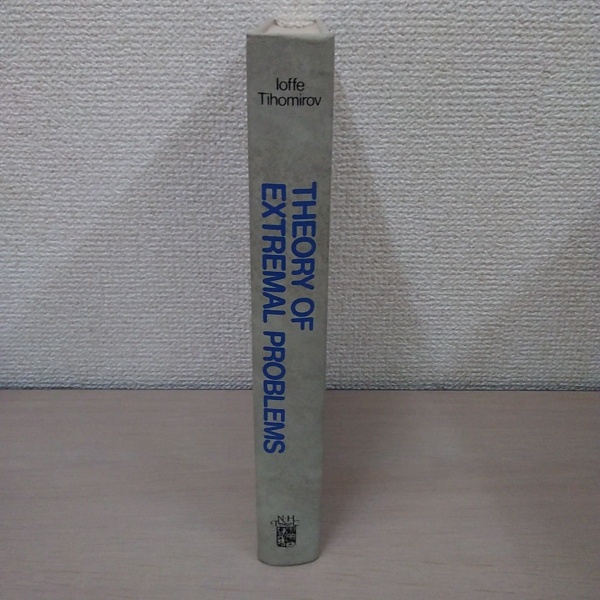 Ioffe
Tihomirov
THEORY OF
EXTREMAL PROBLEMS
N·H